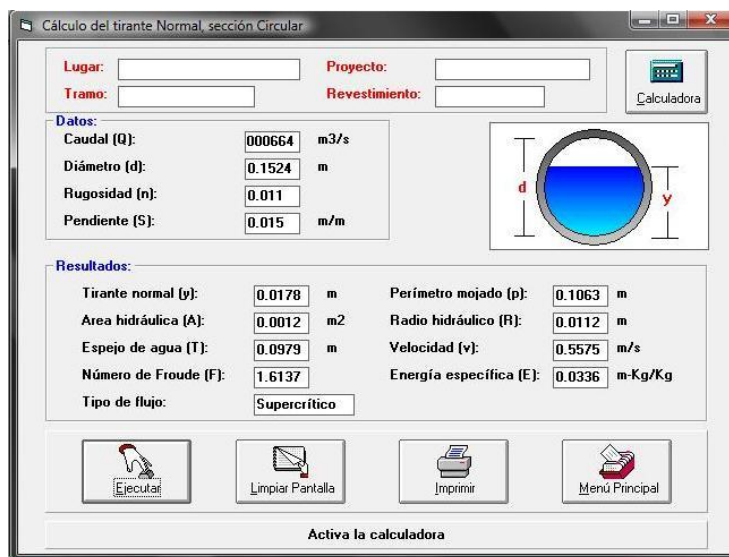 Cálculo del tirante Normal, sección Circular
Lugar: Proyecto:
Tramo: Revestimiento:
Calculadora
Datos:
Caudal (Q): 000664 m3/s
Diámetro (d): 0.1524 m
Rugosidad (n): 0.011
Pendiente (S): 0.015 m/m
d
y
Resultados:
Tirante normal (y): 0.0178 m Perímetro mojado (p): 0.1063 m
Area hidráulica (A): 0.0012 m2 Radio hidráulico (R): 0.0112 m
Espejo de agua (T): 0.0979 m Velocidad (v): 0.5575 m/s
Número de Froude (F): 1.6137 Energía específica (E): 0.0336 m-Kg/Kg
Tipo de flujo: Supercrítico
Ejecutar Limpiar Pantalla Imprimir Menú Principal
Activa la calculadora